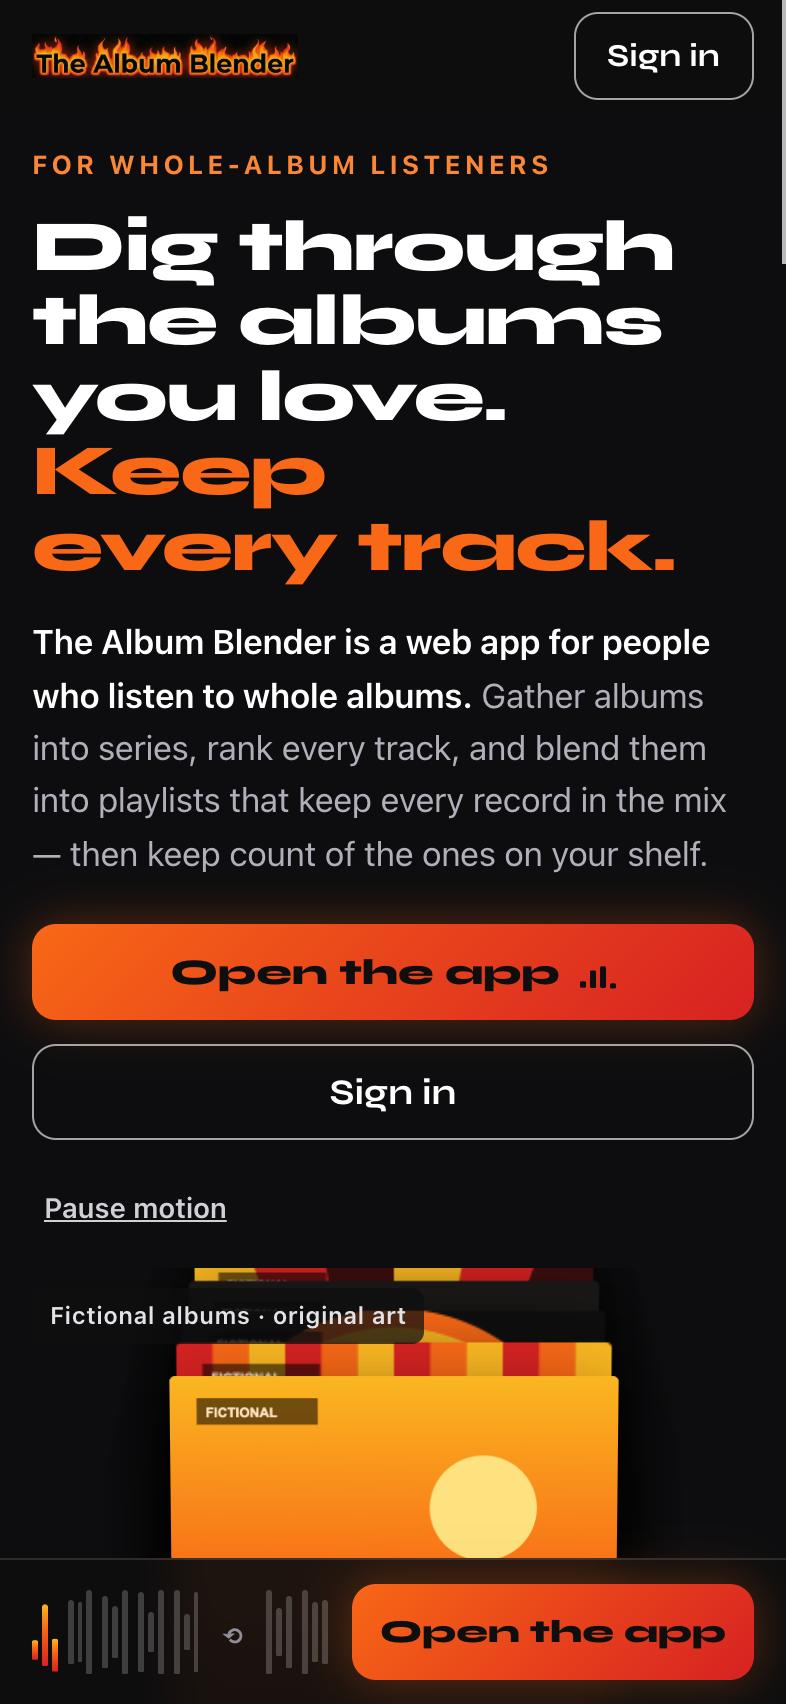 The Album Blender
Sign in
FOR WHOLE-ALBUM LISTENERS
Dig through
the albums
you love.
Keep
every track.
The Album Blender is a web app for people
who listen to whole albums. Gather albums
into series, rank every track, and blend them
into playlists that keep every record in the mix
— then keep count of the ones on your shelf.
Open the app
Sign in
Pause motion
Fictional albums · original art
FICTIONAL
Open the app